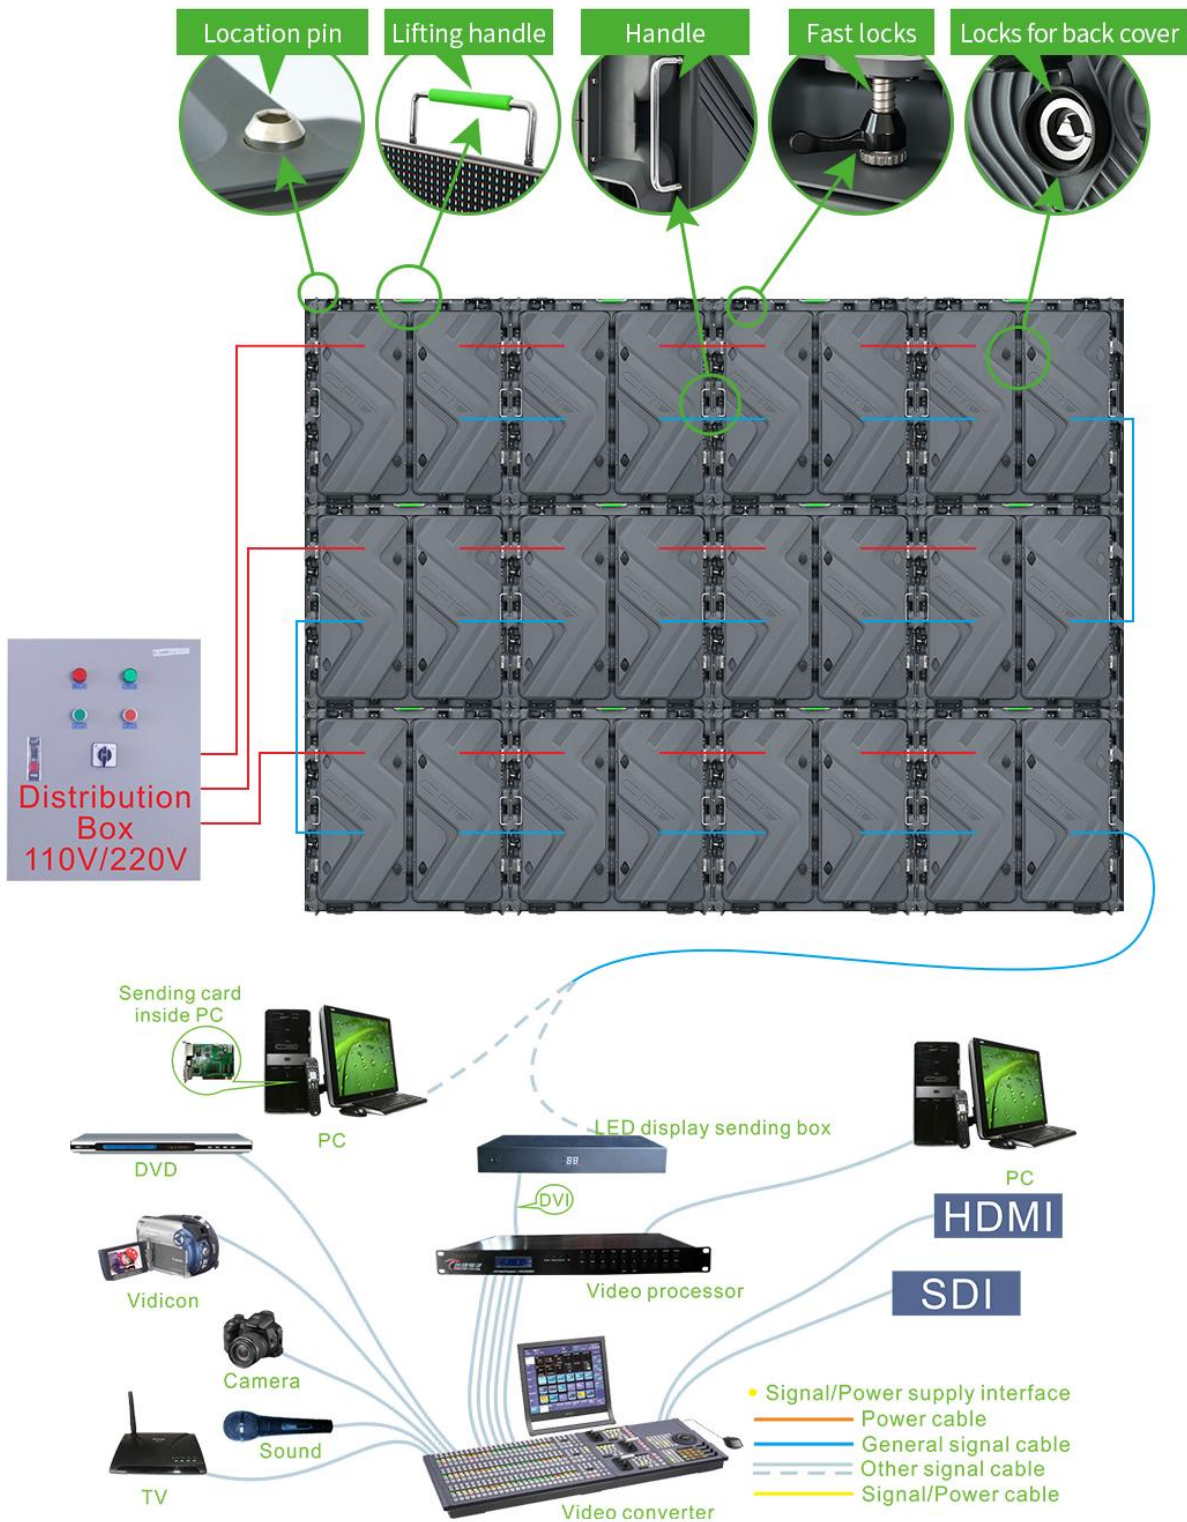 Location pin
Lifting handle
Handle
Fast locks
Locks for back cover
Distribution
Box
110V/220V
Sending card
inside PC
PC
LED display sending box
DVD
DVI
PC
HDMI
Vidicon
Video processor
SDI
Camera
Sound
TV
Video converter
Signal/Power supply interface
Power cable
General signal cable
Other signal cable
Signal/Power cable